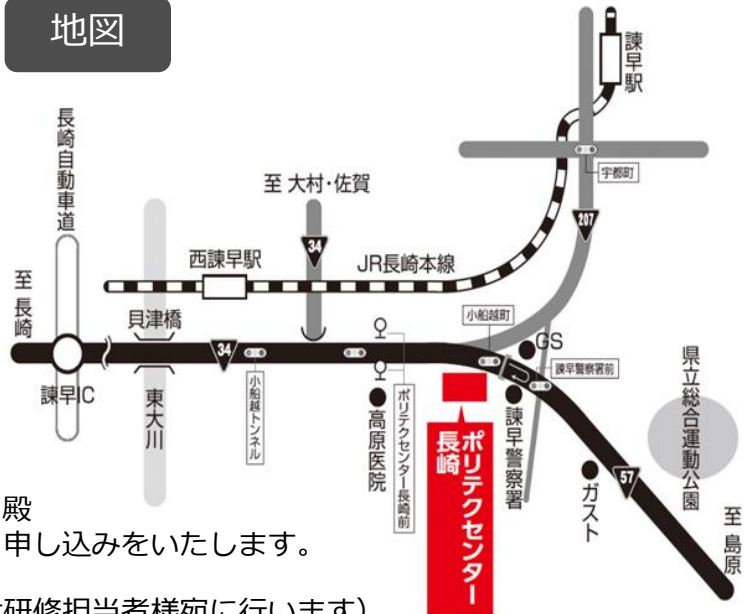 地図
諫早駅
長崎自動車道
宇都町
至 大村・佐賀
34
207
西諫早駅
JR長崎本線
至 長崎
貝津橋
小船越町
GS
34
諫早警察署前
県立総合運動公園
諫早IC
東大川
小船越トンネル
高原医院
ポリテクセンター長崎前
ポリテクセンター
長崎
諫早警察署
ガスト
57
至 島原
殿
申し込みをいたします。
研修担当者様宛に行います)